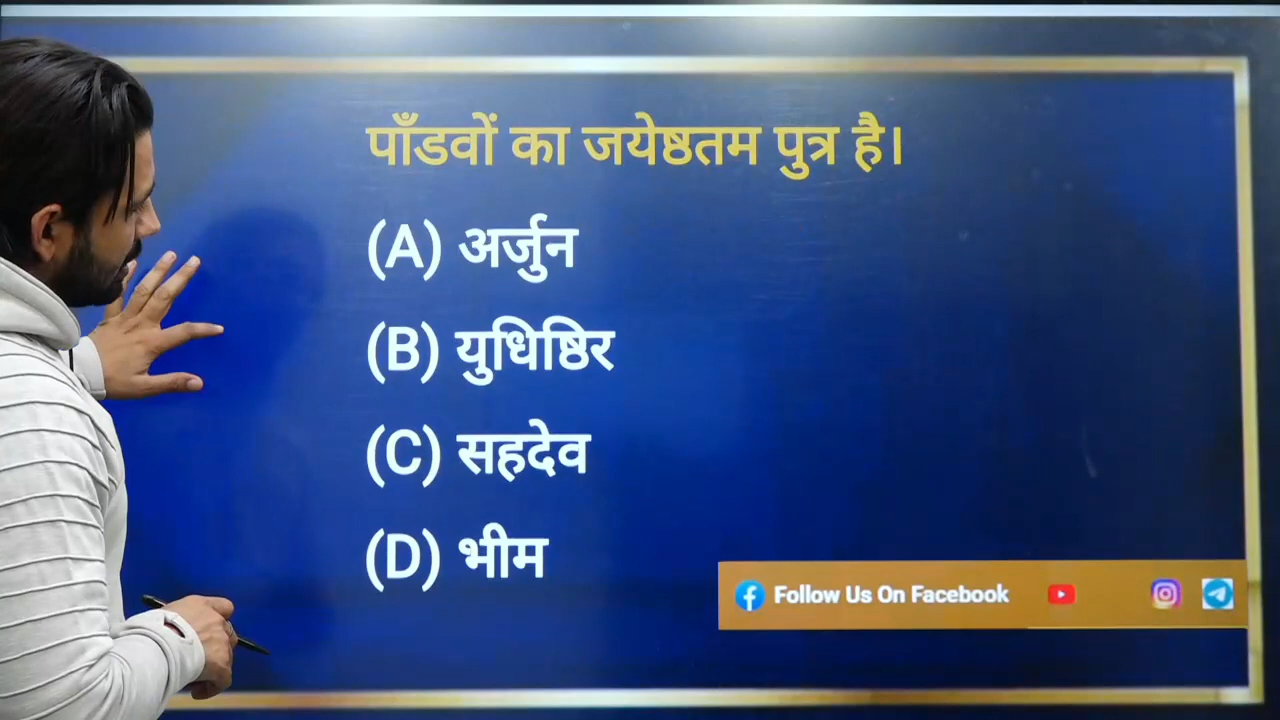 पाँडवों का जयेष्ठतम पुत्र है।
(A) अर्जुन
(B) युधिष्ठिर
(C) सहदेव
(D) भीम
Follow Us On Facebook